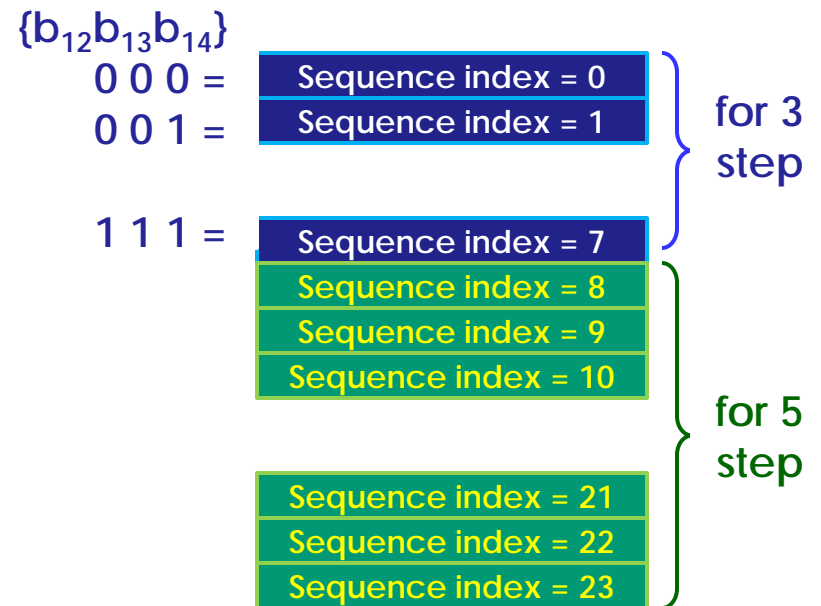 {b₁₂b₁₃b₁₄}
0 0 0 = Sequence index = 0
0 0 1 = Sequence index = 1
for 3
step
1 1 1 = Sequence index = 7
Sequence index = 8
Sequence index = 9
Sequence index = 10
for 5
step
Sequence index = 21
Sequence index = 22
Sequence index = 23